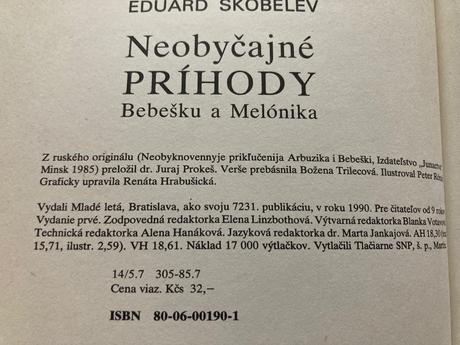 EDUARD SKOBELEV
Neobyčajné
PRÍHODY
Bebešku a Melónika
Z ruského originálu (Neobyknovennyje prikľučenija Arbuzika i Bebeški, Izdateľstvo „Junactva“
Minsk 1985) preložil dr. Juraj Prokeš. Verše prebásnila Božena Trilecová. Ilustroval Peter
Graficky upravila Renáta Hrabušická.
Vydali Mladé letá, Bratislava, ako svoju 7231. publikáciu, v roku 1990. Pre čitateľov od 9 rokov
Vydanie prvé. Zodpovedná redaktorka Elena Linzbothová. Výtvarná redaktorka Blanka
Technická redaktorka Alena Hanáková. Jazyková redaktorka dr. Marta Jankajová. AH 18,30
15,71, ilustr. 2,59). VH 18,61. Náklad 17 000 výtlačkov. Vytlačili Tlačiarne SNP, š. p.,
14/5.7 305-85.7
Cena viaz. Kčs 32,–
ISBN 80-06-00190-1